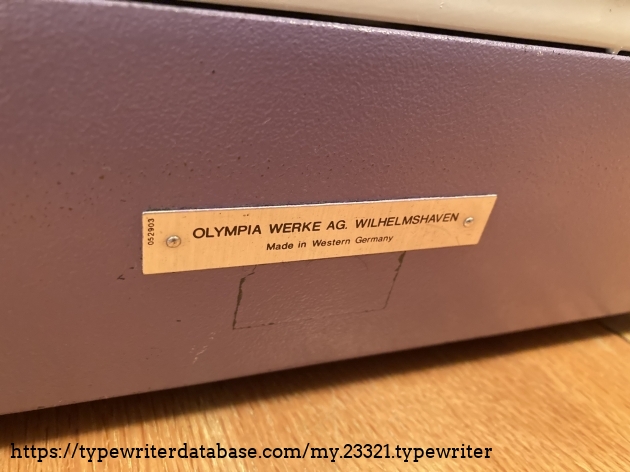 052903
OLYMPIA WERKE AG. WILHELMSHAVEN
Made in Western Germany
https://typewriterdatabase.com/my.23321.typewriter